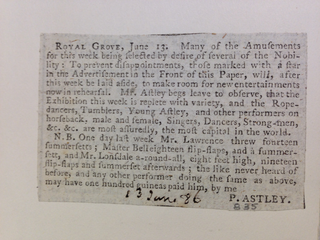 ROYAL GROVE, June 13. Many of the Amusements
for this week being selected by desire of several of the Nobi-
lity: To prevent disappointments, those marked with a star
in the Advertisement in the Front of this Paper, will, after
this week be laid aside, to make room for new entertainments
now in rehearsal. Mr. Astley begs leave to observe, that the
Exhibition this week is replete with variety, and the Rope-
dancers, Tumblers, Young Astley, and other performers on
horseback, male and female, Singers, Dancers, Strong-men,
&c. &c. are most assuredly, the most capital in the world.
N. B. One day last week Mr. Lawrence threw fourteen
summersets; Master Bell eighteen flip-flaps, and a summer-
set, and Mr. Lonsdale a-round-all, eight feet high, nineteen
flip-flaps and summerset afterwards; the like never heard of
before, and any other performer doing the same as above,
may have one hundred guineas paid him, by me
P. ASTLEY.
13 June 86
B 35